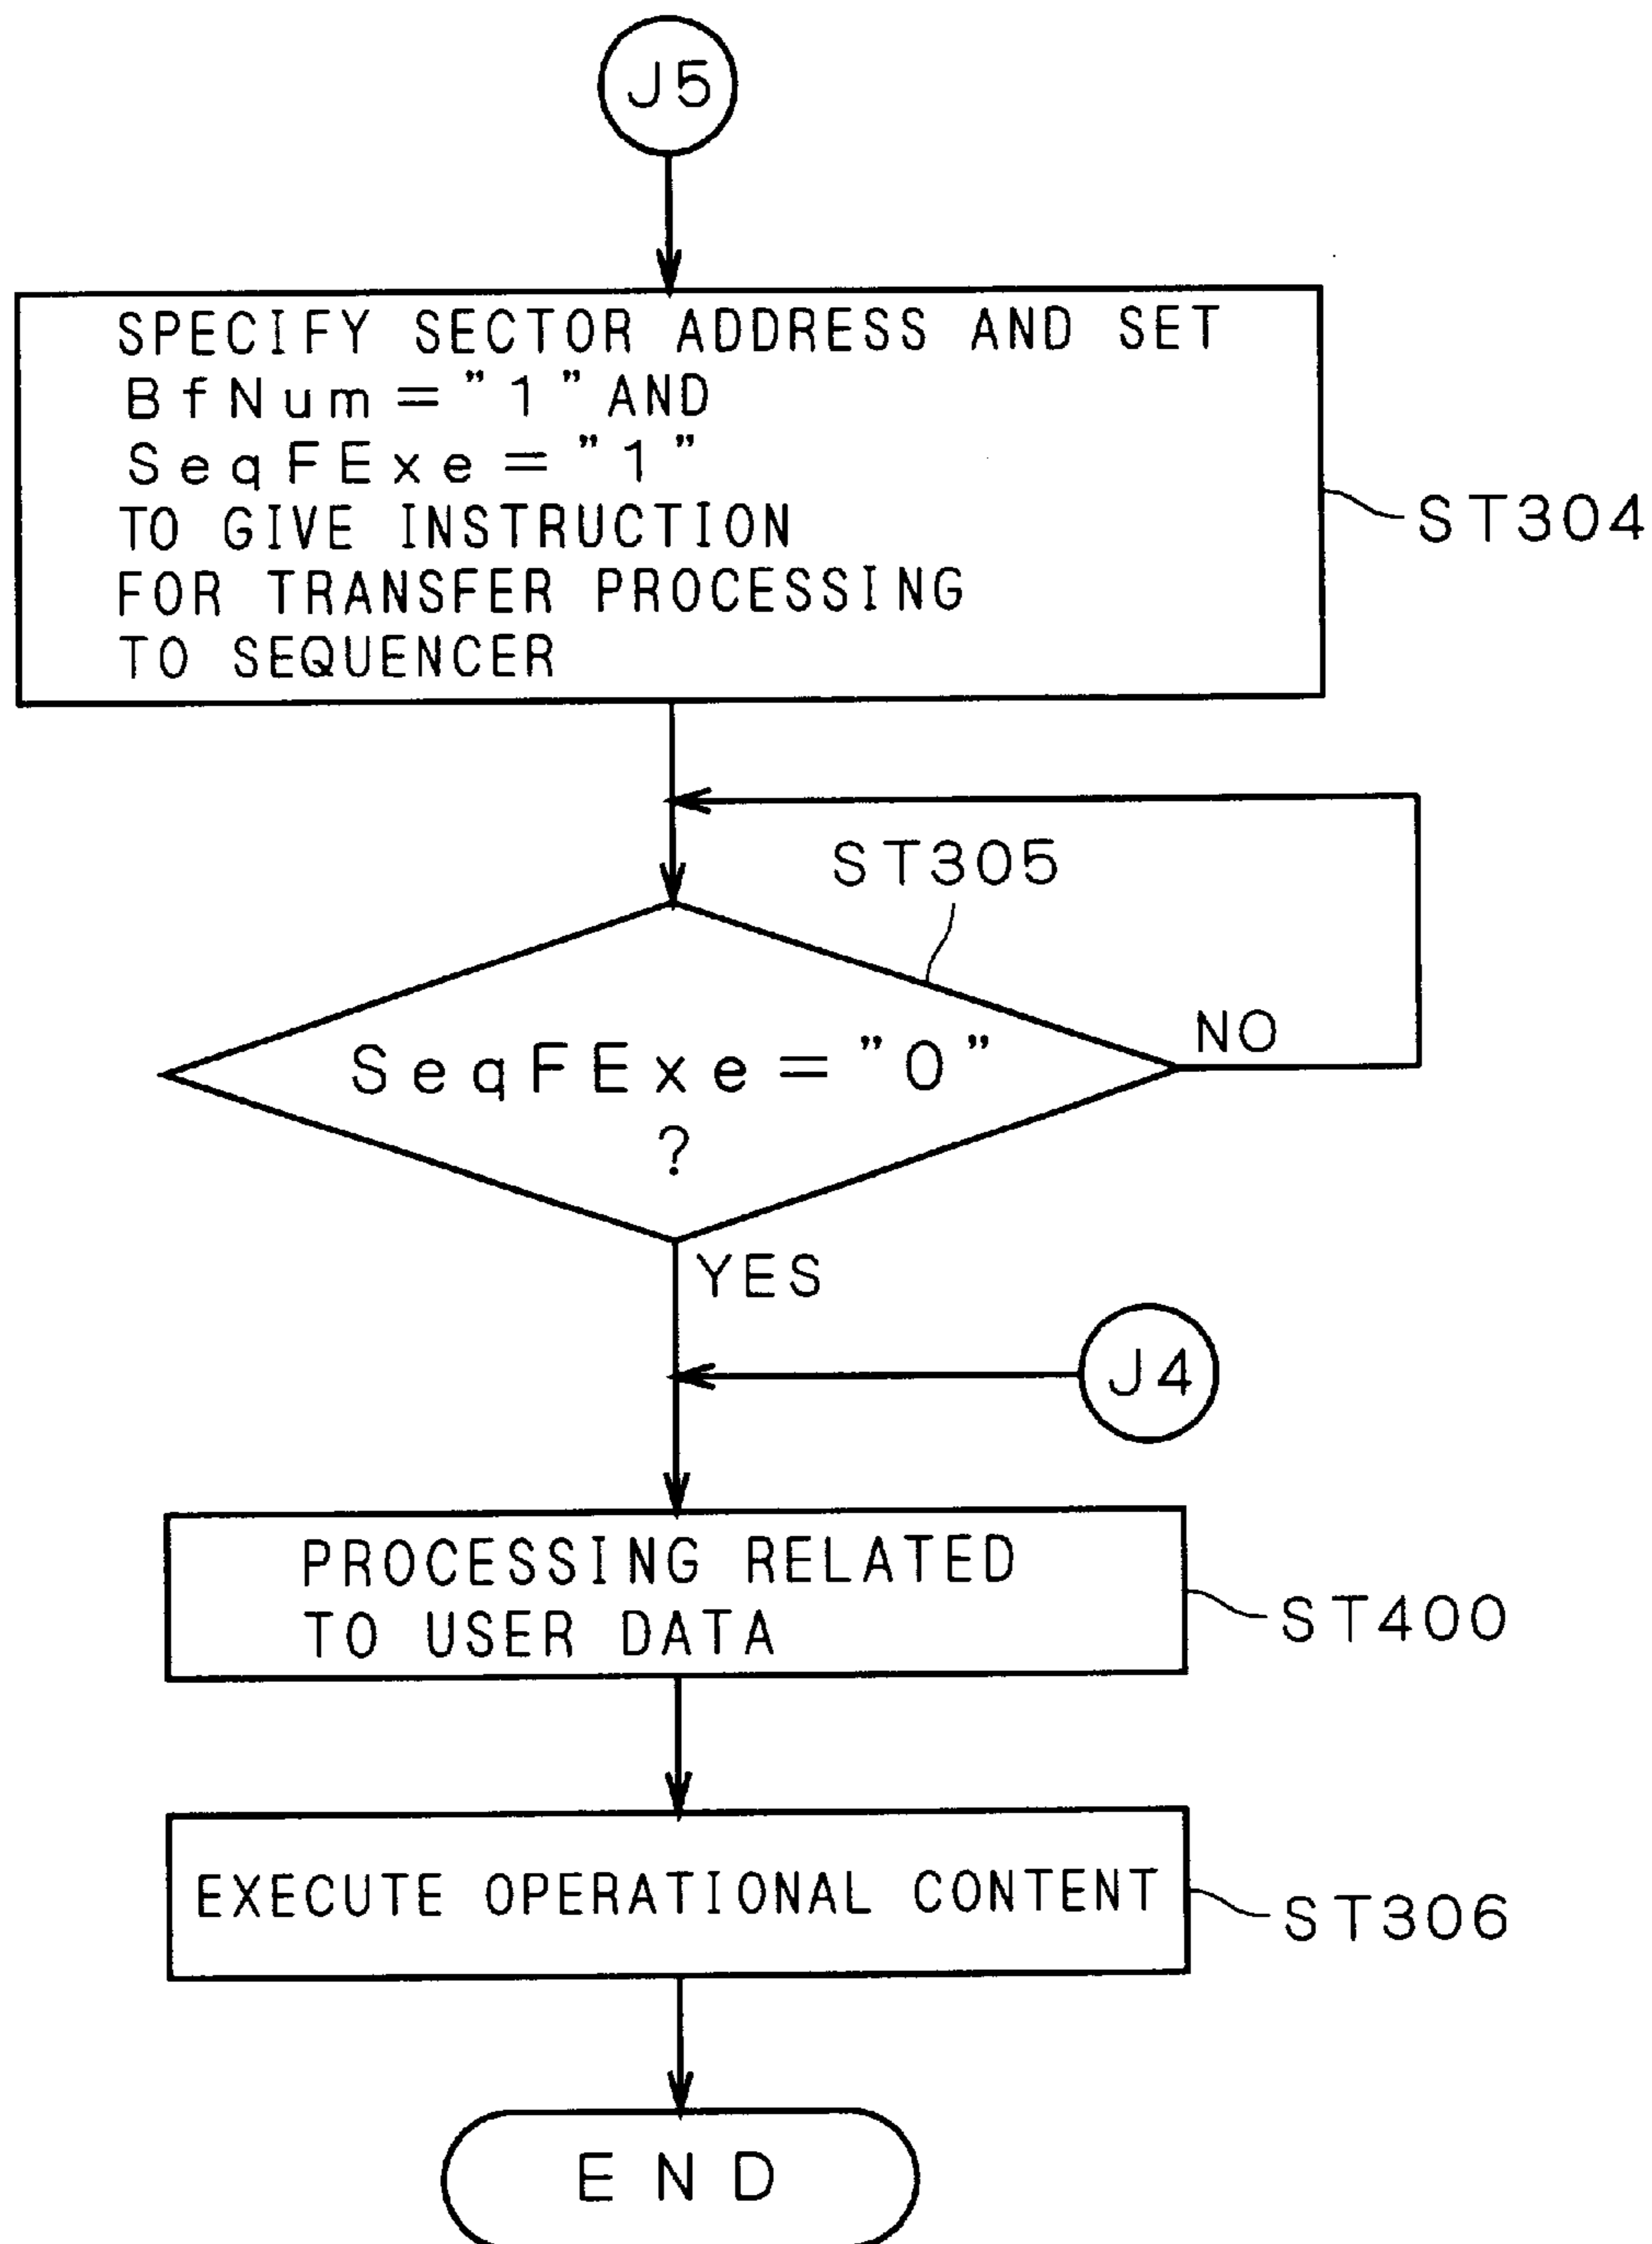 J5
SPECIFY SECTOR ADDRESS AND SET
BfNum="1" AND
SeqFExe="1"
TO GIVE INSTRUCTION
FOR TRANSFER PROCESSING
TO SEQUENCER
ST304
ST305
SeqFExe="0"
?
NO
YES
J4
PROCESSING RELATED
TO USER DATA
ST400
EXECUTE OPERATIONAL CONTENT
ST306
END